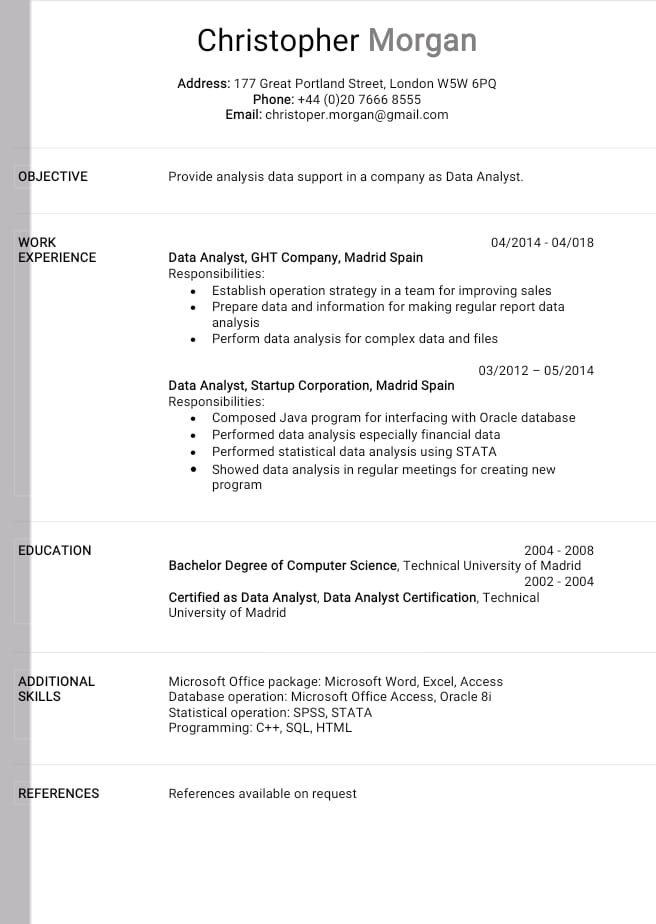 Christopher Morgan
Address: 177 Great Portland Street, London W5W 6PQ
Phone: +44 (0)20 7666 8555
Email: christoper.morgan@gmail.com
OBJECTIVE
Provide analysis data support in a company as Data Analyst.
WORK
EXPERIENCE
04/2014 - 04/018
Data Analyst, GHT Company, Madrid Spain
Responsibilities:
• Establish operation strategy in a team for improving sales
• Prepare data and information for making regular report data
analysis
• Perform data analysis for complex data and files
03/2012 – 05/2014
Data Analyst, Startup Corporation, Madrid Spain
Responsibilities:
• Composed Java program for interfacing with Oracle database
• Performed data analysis especially financial data
• Performed statistical data analysis using STATA
• Showed data analysis in regular meetings for creating new
program
EDUCATION
2004 - 2008
Bachelor Degree of Computer Science, Technical University of Madrid
2002 - 2004
Certified as Data Analyst, Data Analyst Certification, Technical
University of Madrid
ADDITIONAL
SKILLS
Microsoft Office package: Microsoft Word, Excel, Access
Database operation: Microsoft Office Access, Oracle 8i
Statistical operation: SPSS, STATA
Programming: C++, SQL, HTML
REFERENCES
References available on request